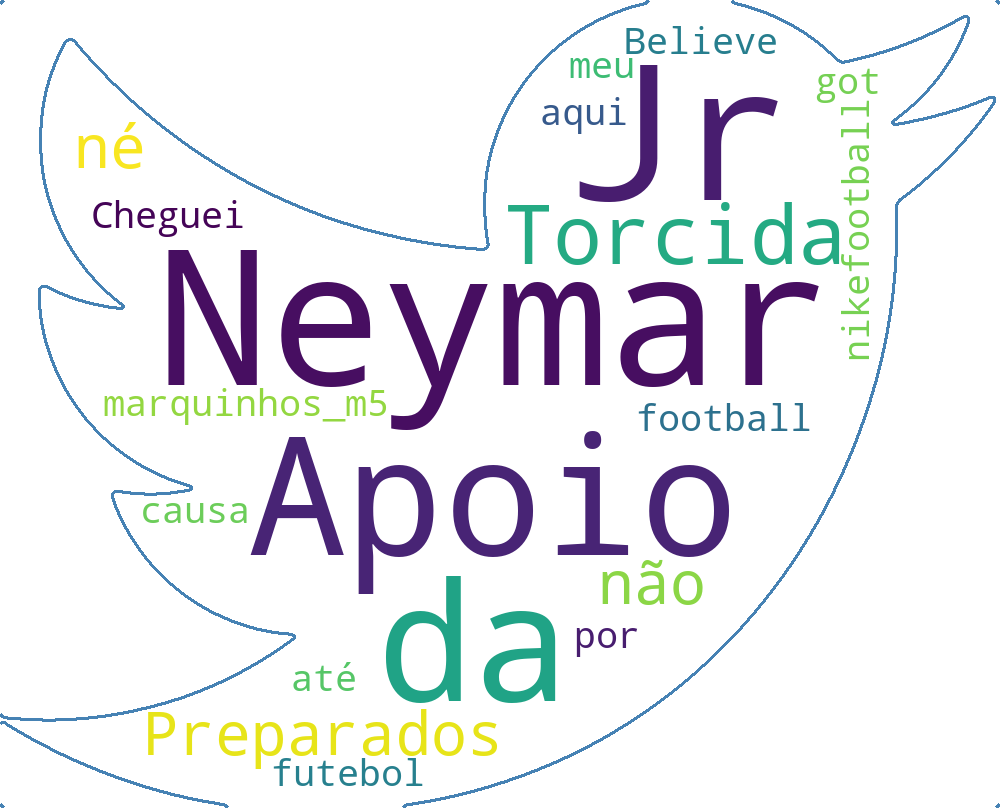 Believe
meu
got
aqui
Jr
né
Torcida
nikefootball
Cheguei
Neymar
marquinhos_m5
football
Apoio
causa
não
da
por
até
Preparados
futebol